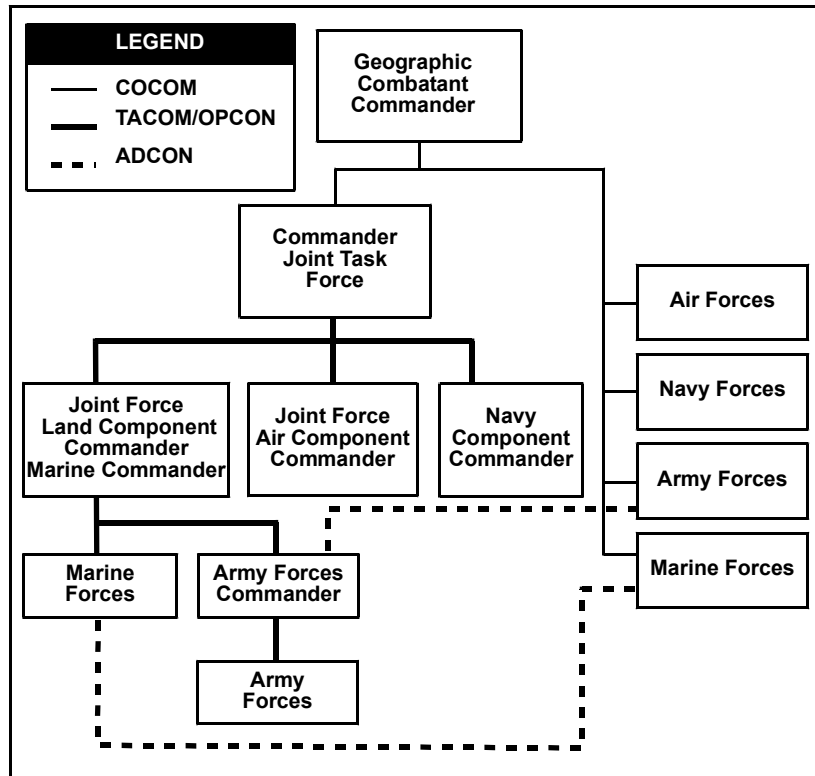 LEGEND
COCOM
TACOM/OPCON
ADCON
Geographic
Combatant
Commander
Commander
Joint Task
Force
Air Forces
Navy Forces
Army Forces
Marine Forces
Joint Force
Land Component
Commander
Marine Commander
Joint Force
Air Component
Commander
Navy
Component
Commander
Marine
Forces
Army Forces
Commander
Army
Forces